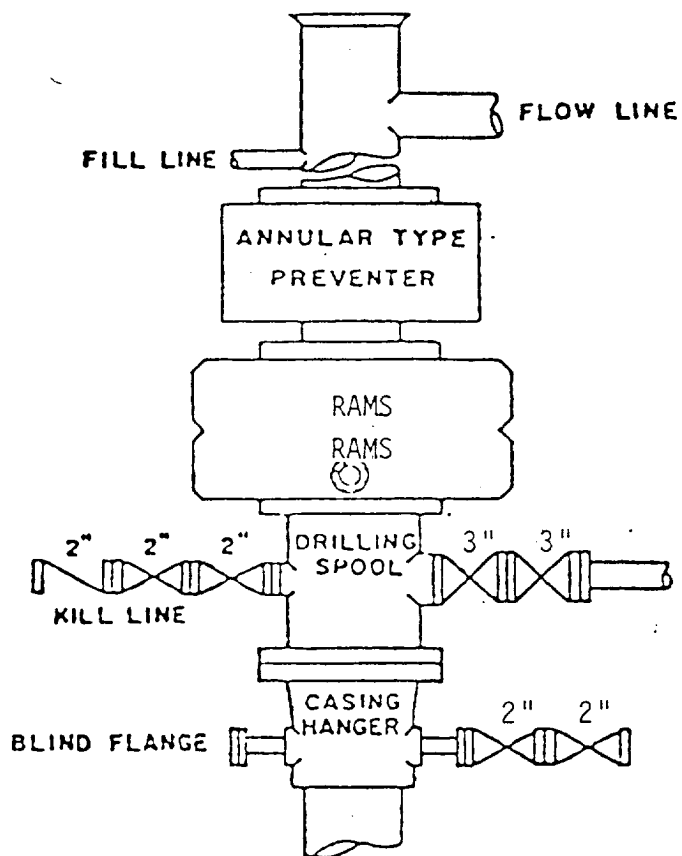 FLOW LINE
FILL LINE
ANNULAR TYPE
PREVENTER
RAMS
RAMS
2" 2" 2"
DRILLING
SPOOL
3" 3"
KILL LINE
CASING
HANGER
2" 2"
BLIND FLANGE